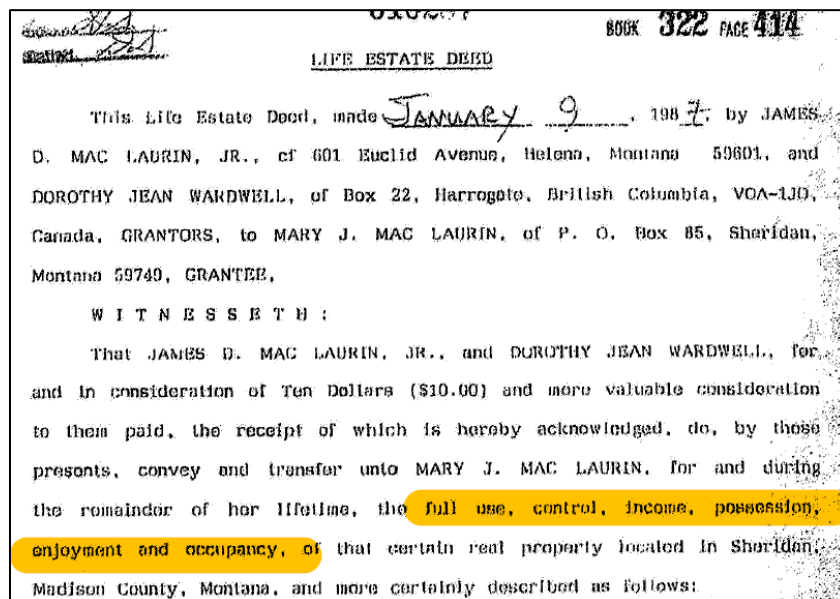 BOOK 322 PAGE 414
LIFE ESTATE DEED
This Life Estate Deed, made JANUARY 9, 1987, by JAMES
D. MAC LAURIN, JR., of 601 Euclid Avenue, Helena, Montana 59601, and
DOROTHY JEAN WARDWELL, of Box 22, Harrogate, British Columbia, VOA-1JO,
Canada, GRANTORS, to MARY J. MAC LAURIN, of P. O. Box 85, Sheridan,
Montana 59749, GRANTEE,
W I T N E S S E T H :
That JAMES D. MAC LAURIN, JR., and DOROTHY JEAN WARDWELL, for
and in consideration of Ten Dollars ($10.00) and more valuable consideration
to them paid, the receipt of which is hereby acknowledged, do, by these
presents, convey and transfer unto MARY J. MAC LAURIN, for and during
the remainder of her lifetime, the full use, control, income, possession,
enjoyment and occupancy, of that certain real property located in Sheridan,
Madison County, Montana, and more certainly described as follows: